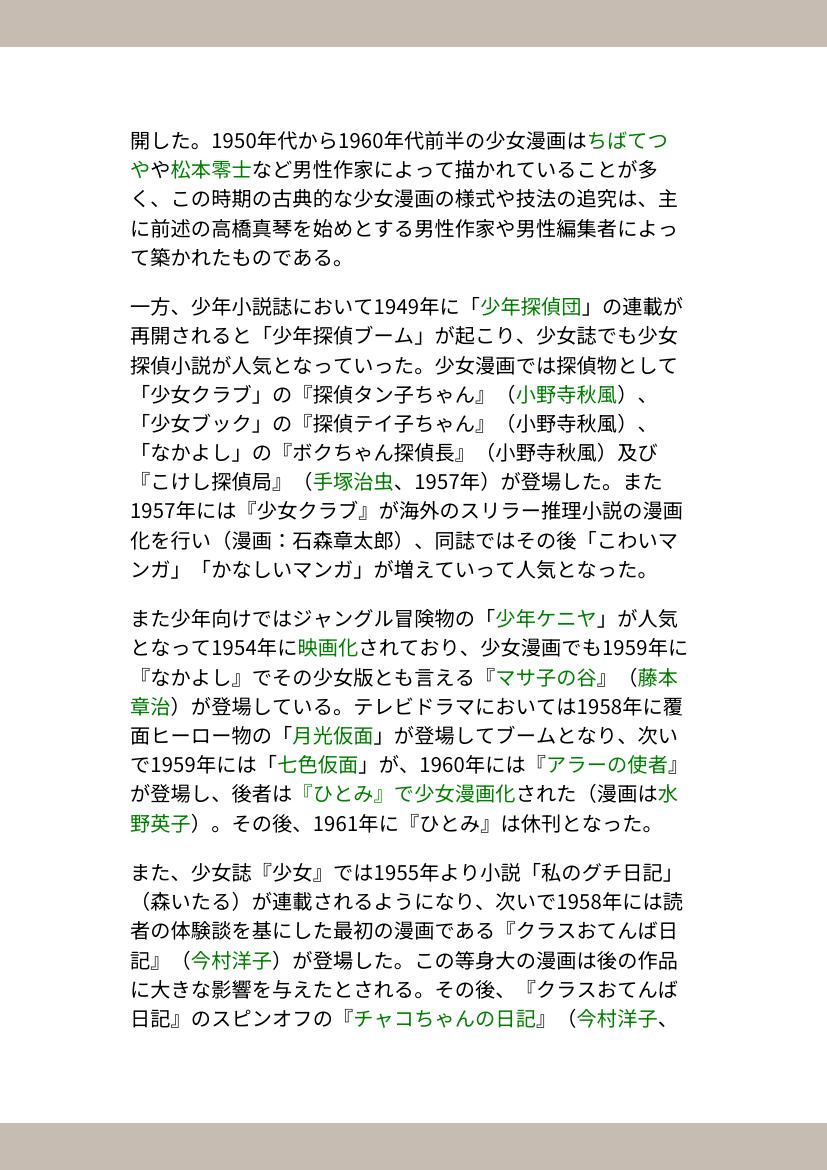 開した。1950年代から1960年代前半の少女漫画はちばてつ
やや松本零士など男性作家によって描かれていることが多
く、この時期の古典的な少女漫画の様式や技法の追究は、主
に前述の高橋真琴を始めとする男性作家や男性編集者によっ
て築かれたものである。
一方、少年小説誌において1949年に「少年探偵団」の連載が
再開されると「少年探偵ブーム」が起こり、少女誌でも少女
探偵小説が人気となっていった。少女漫画では探偵物として
「少女クラブ」の『探偵タン子ちゃん』（小野寺秋風）、
「少女ブック」の『探偵テイ子ちゃん』（小野寺秋風）、
「なかよし」の『ボクちゃん探偵長』（小野寺秋風）及び
『こけし探偵局』（手塚治虫、1957年）が登場した。また
1957年には『少女クラブ』が海外のスリラー推理小説の漫画
化を行い（漫画：石森章太郎）、同誌ではその後「こわいマ
ンガ」「かなしいマンガ」が増えていって人気となった。
また少年向けではジャングル冒険物の「少年ケニヤ」が人気
となって1954年に映画化されており、少女漫画でも1959年に
『なかよし』でその少女版とも言える『マサ子の谷』（藤本
章治）が登場している。テレビドラマにおいては1958年に覆
面ヒーロー物の「月光仮面」が登場してブームとなり、次い
で1959年には「七色仮面」が、1960年には『アラーの使者』
が登場し、後者は『ひとみ』で少女漫画化された（漫画は水
野英子）。その後、1961年に『ひとみ』は休刊となった。
また、少女誌『少女』では1955年より小説「私のグチ日記」
（森いたる）が連載されるようになり、次いで1958年には読
者の体験談を基にした最初の漫画である『クラスおてんば日
記』（今村洋子）が登場した。この等身大の漫画は後の作品
に大きな影響を与えたとされる。その後、『クラスおてんば
日記』のスピンオフの『チャコちゃんの日記』（今村洋子、